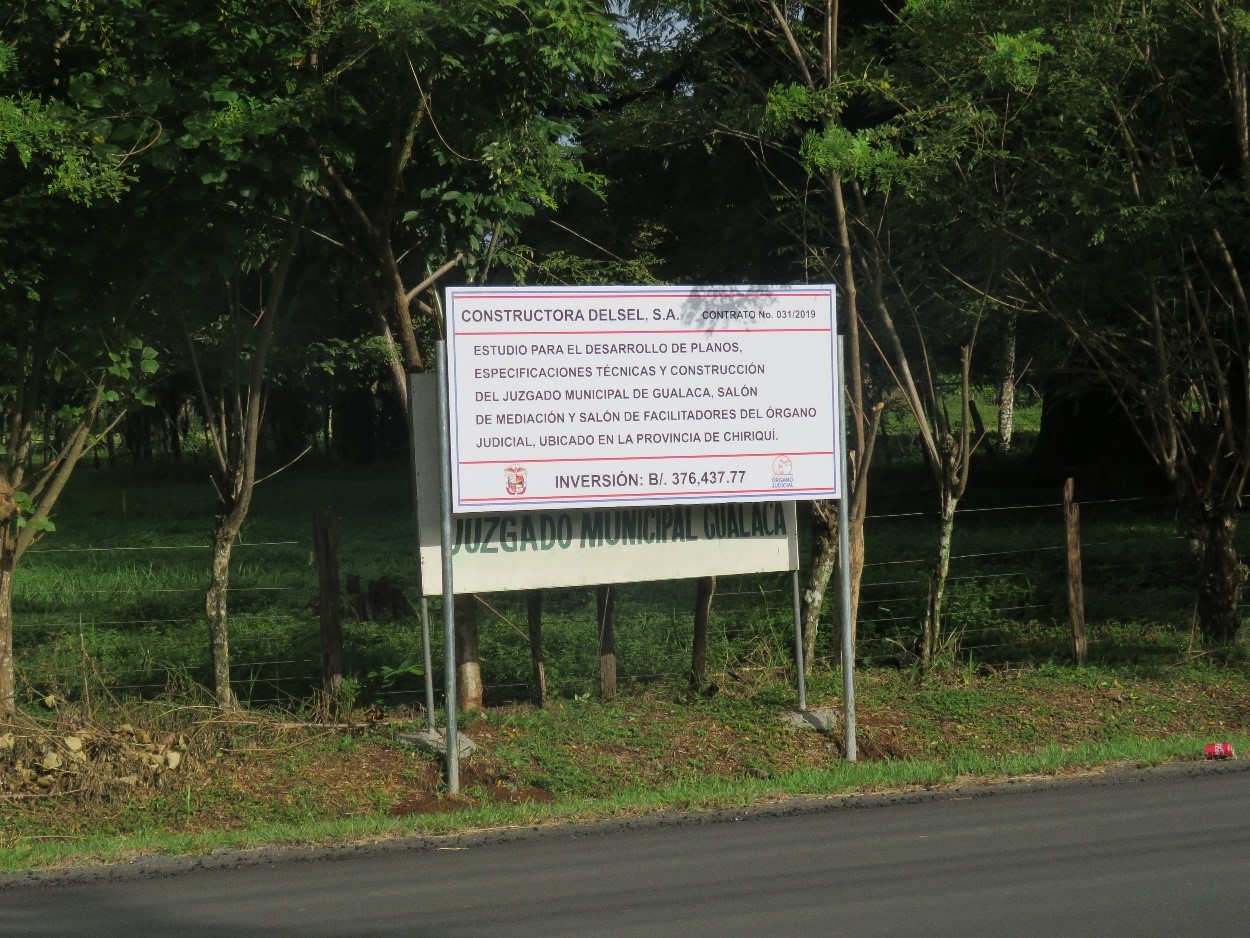 CONSTRUCTORA DELSEL, S.A. CONTRATO No. 031/2019
ESTUDIO PARA EL DESARROLLO DE PLANOS,
ESPECIFICACIONES TÉCNICAS Y CONSTRUCCIÓN
DEL JUZGADO MUNICIPAL DE GUALACA, SALÓN
DE MEDIACIÓN Y SALÓN DE FACILITADORES DEL ÓRGANO
JUDICIAL, UBICADO EN LA PROVINCIA DE CHIRIQUÍ.
INVERSIÓN: B/. 376,437.77
ÓRGANO
JUDICIAL
JUZGADO MUNICIPAL GUALACA